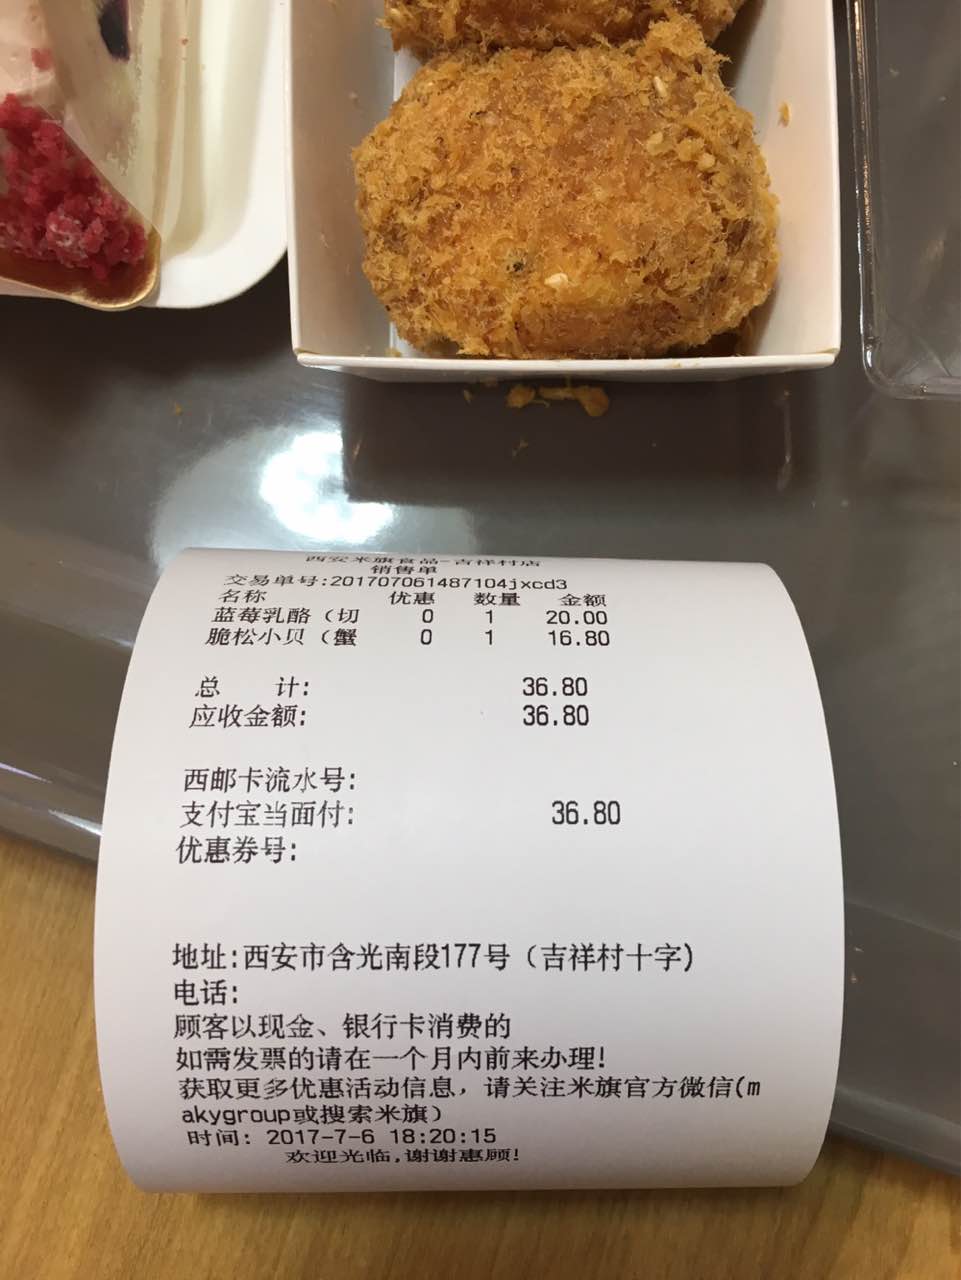 西安米旗食品-吉祥村店
销售单
交易单号:201707061487104jxcd3
名称 优惠 数量 金额
蓝莓乳酪（切 0 1 20.00
脆松小贝（蟹 0 1 16.80
总 计: 36.80
应收金额: 36.80
西邮卡流水号:
支付宝当面付: 36.80
优惠券号:
地址:西安市含光南段177号（吉祥村十字)
电话:
顾客以现金、银行卡消费的
如需发票的请在一个月内前来办理!
获取更多优惠活动信息，请关注米旗官方微信(m
akygroup或搜索米旗）
时间: 2017-7-6 18:20:15
欢迎光临,谢谢惠顾!